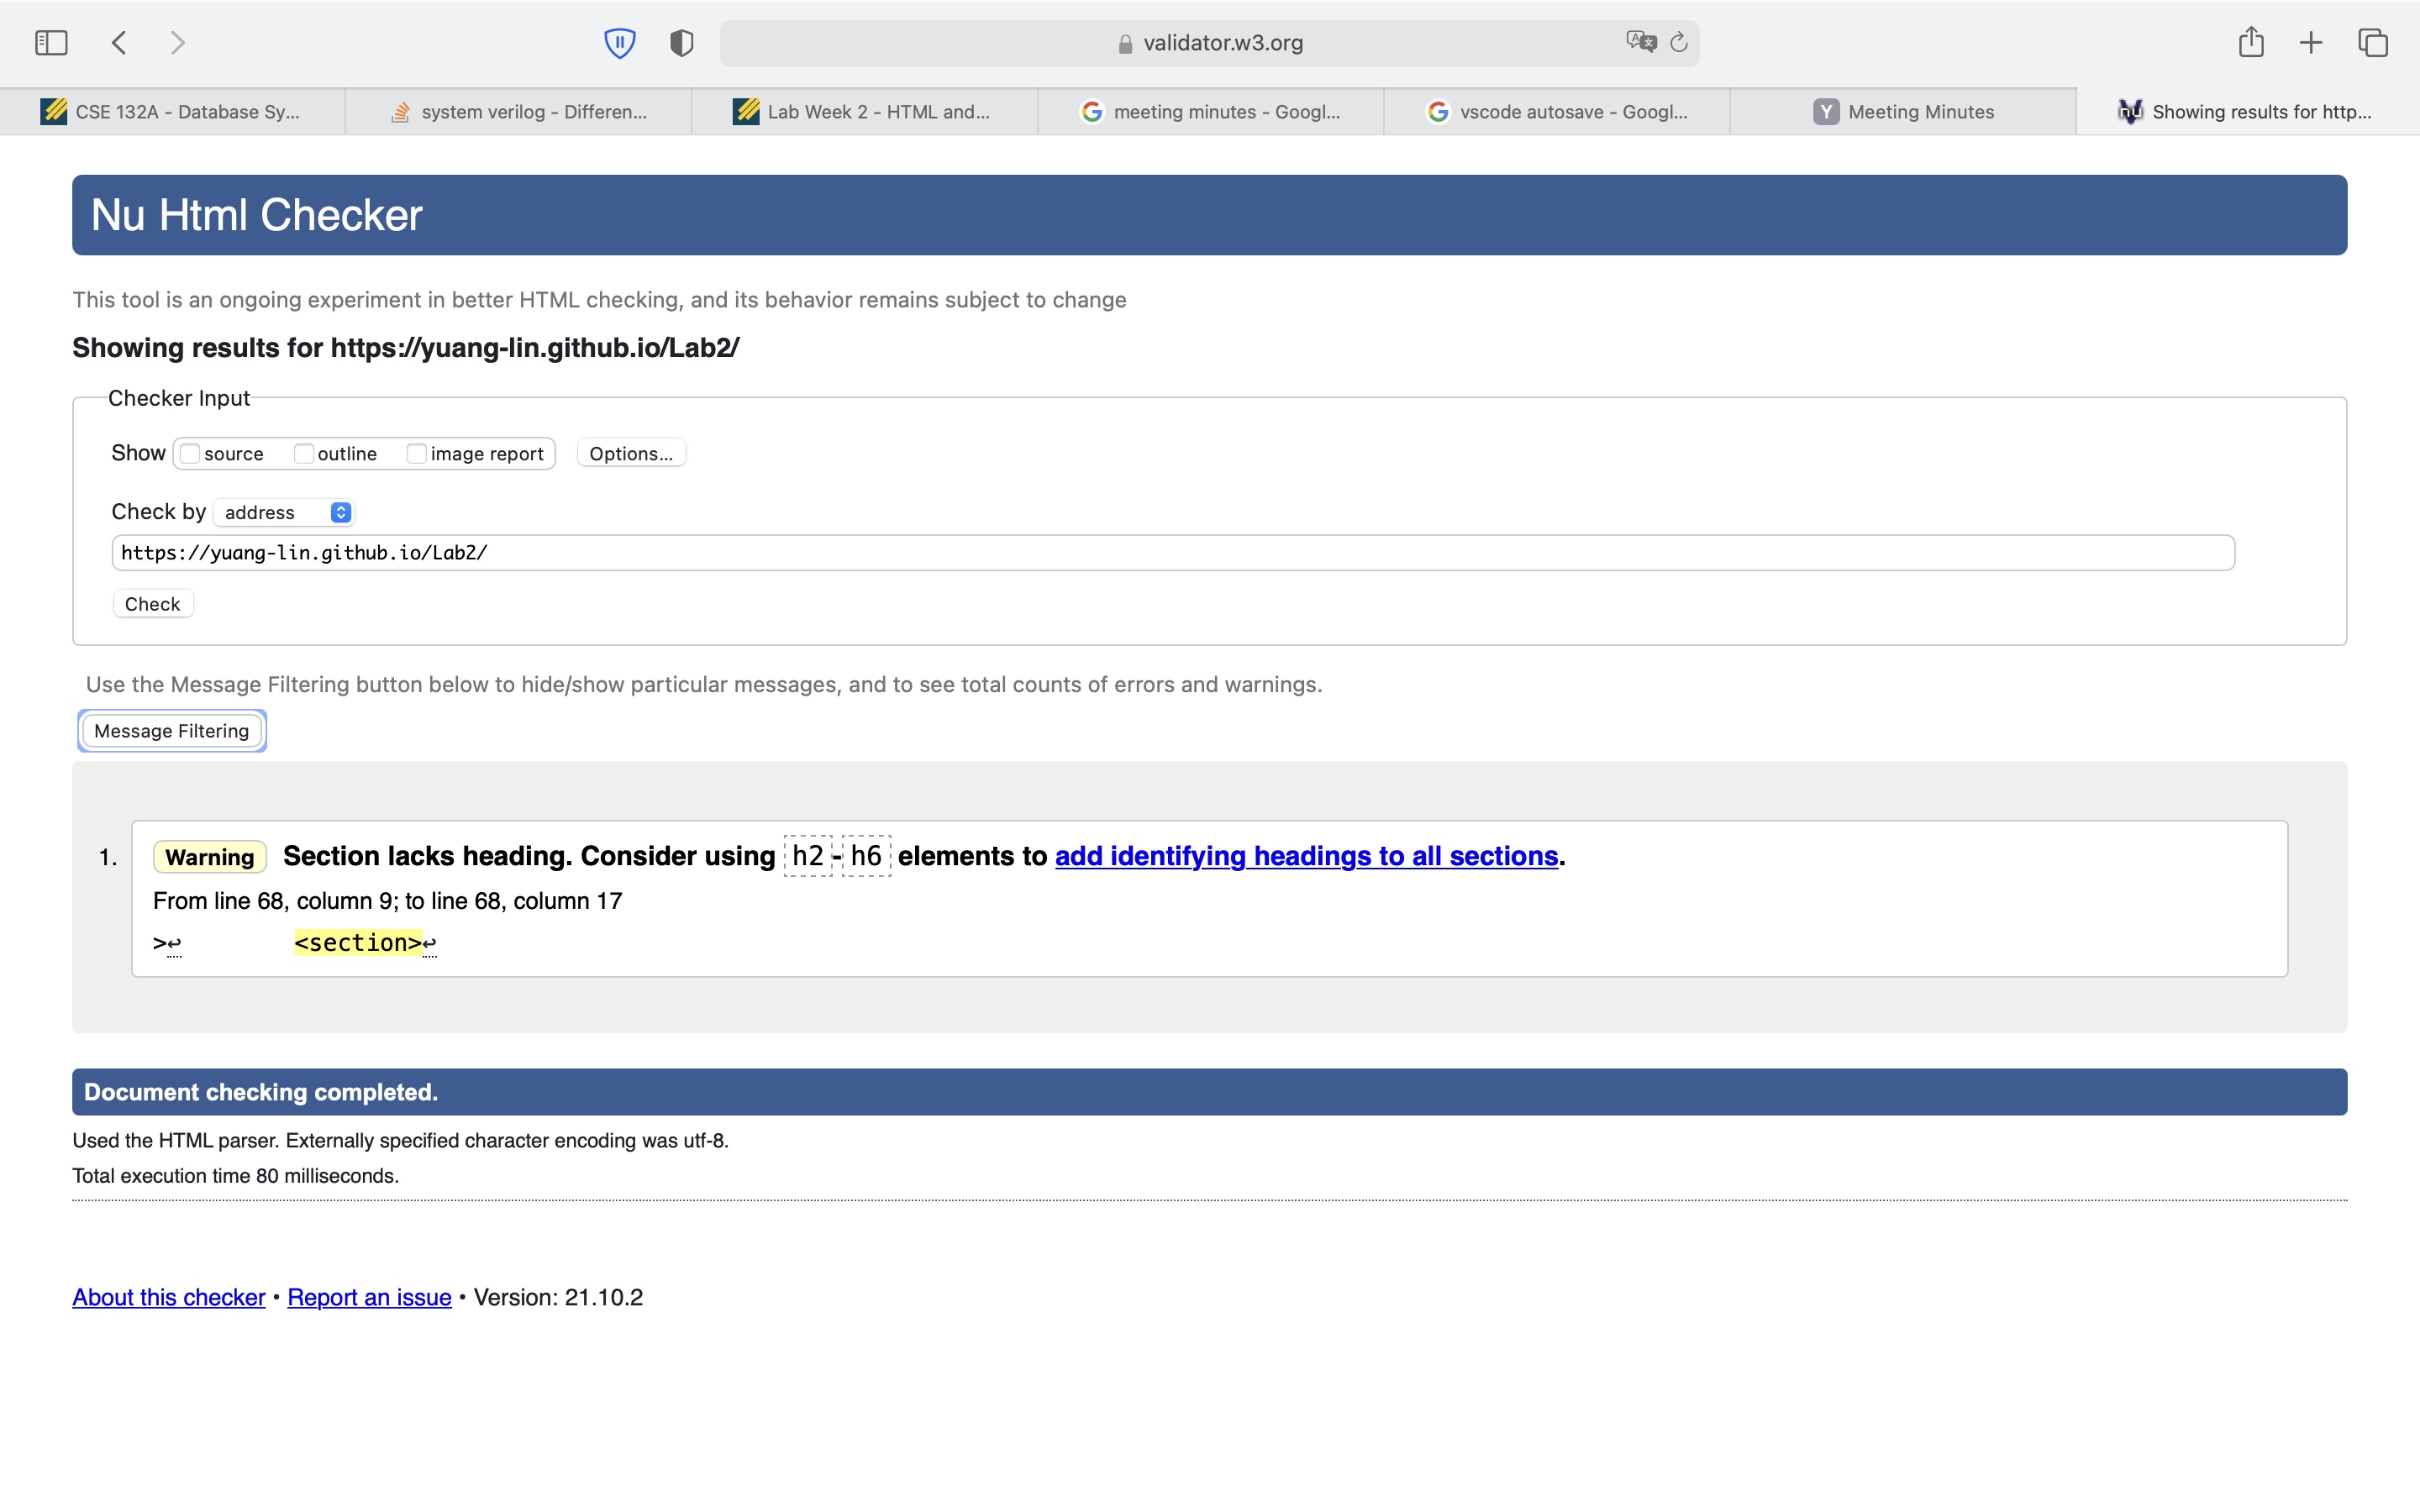 validator.w3.org
CSE 132A - Database Sy...
system verilog - Differen...
Lab Week 2 - HTML and...
meeting minutes - Googl...
vscode autosave - Googl...
Y Meeting Minutes
nu Showing results for http...
Nu Html Checker
This tool is an ongoing experiment in better HTML checking, and its behavior remains subject to change
Showing results for https://yuang-lin.github.io/Lab2/
Checker Input
Show source outline image report Options...
Check by address
https://yuang-lin.github.io/Lab2/
Check
Use the Message Filtering button below to hide/show particular messages, and to see total counts of errors and warnings.
Message Filtering
1. Warning Section lacks heading. Consider using h2-h6 elements to add identifying headings to all sections.
From line 68, column 9; to line 68, column 17
>↩ <section>↩
Document checking completed.
Used the HTML parser. Externally specified character encoding was utf-8.
Total execution time 80 milliseconds.
About this checker • Report an issue • Version: 21.10.2